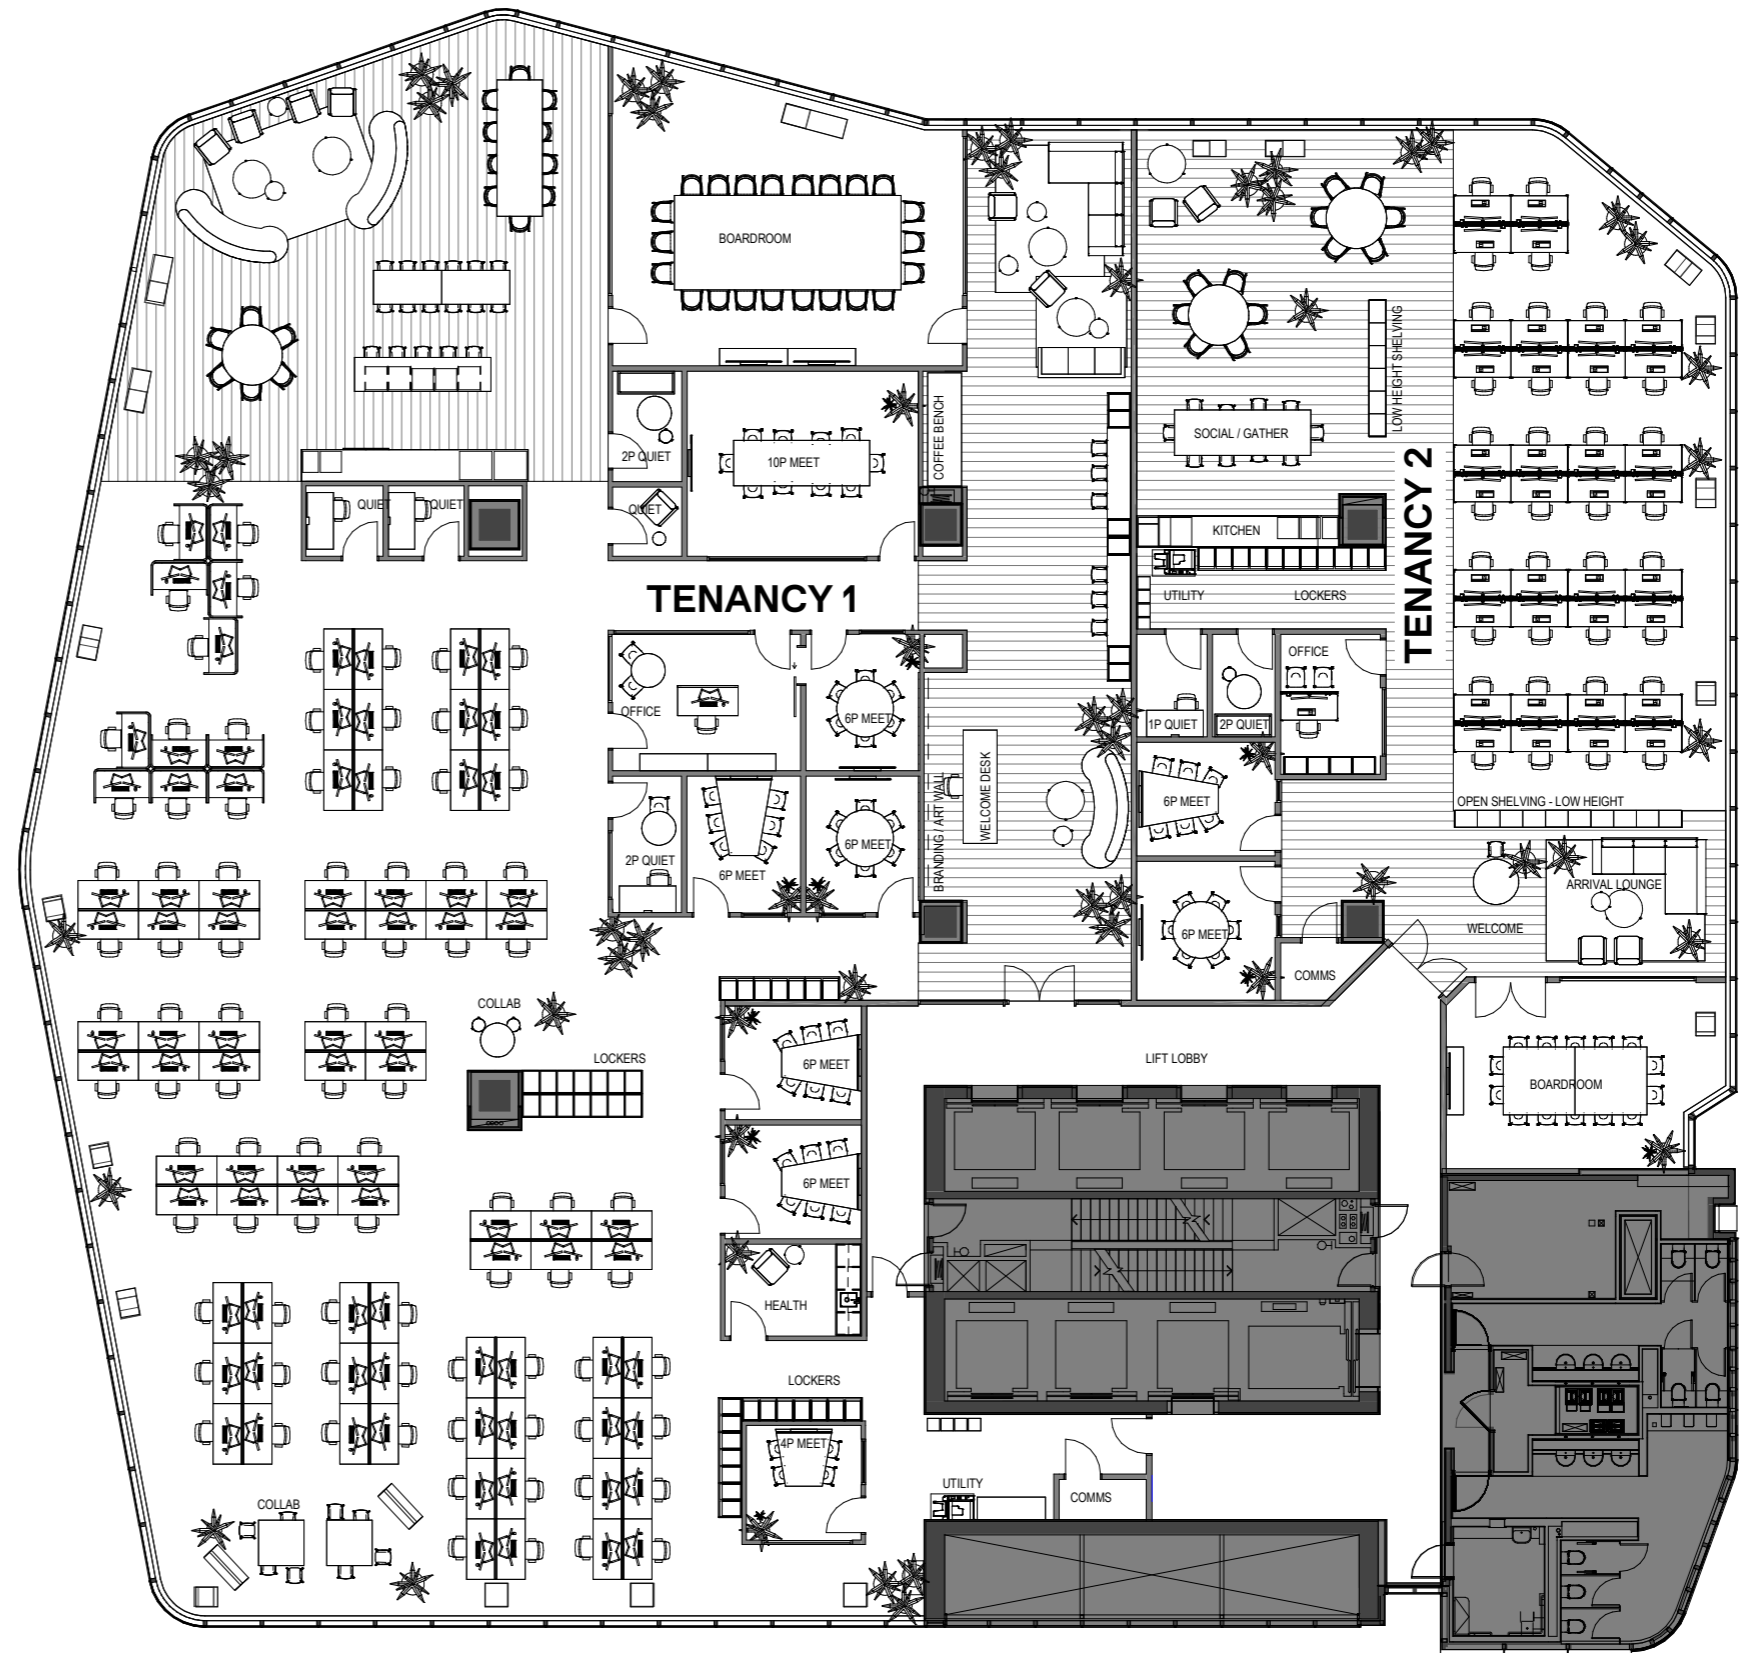 BOARDROOM
LOW HEIGHT SHELVING
COFFEE BENCH
SOCIAL / GATHER
2P QUIET
10P MEET
QUIET
QUIET
QUIET
KITCHEN
TENANCY 2
TENANCY 1
UTILITY
LOCKERS
OFFICE
OFFICE
6P MEET
1P QUIET
2P QUIET
WELCOME DESK
BRANDING / ART WALL
6P MEET
OPEN SHELVING - LOW HEIGHT
6P MEET
2P QUIET
6P MEET
ARRIVAL LOUNGE
WELCOME
6P MEET
COMMS
COLLAB
LOCKERS
LIFT LOBBY
6P MEET
BOARDROOM
6P MEET
HEALTH
LOCKERS
4P MEET
UTILITY
COMMS
COLLAB